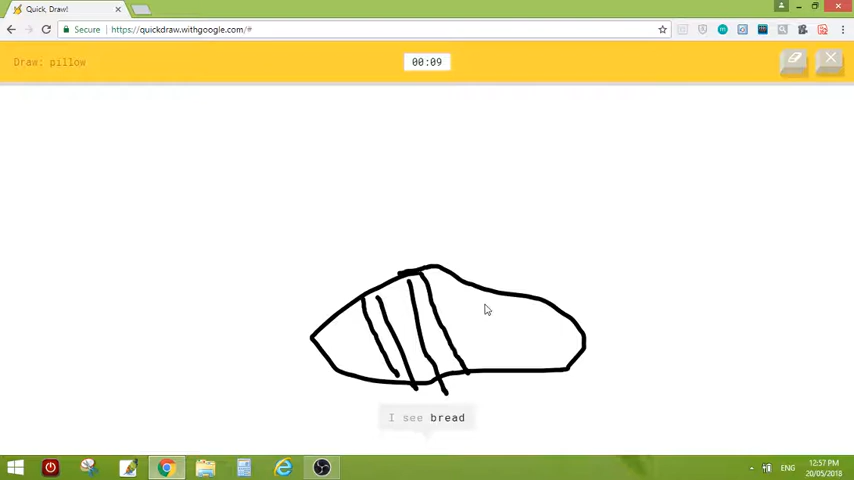 Quick, Draw!
Secure
https://quickdraw.withgoogle.com/#
Draw: pillow
00:09
I see bread
ENG
12:57 PM
20/05/2018